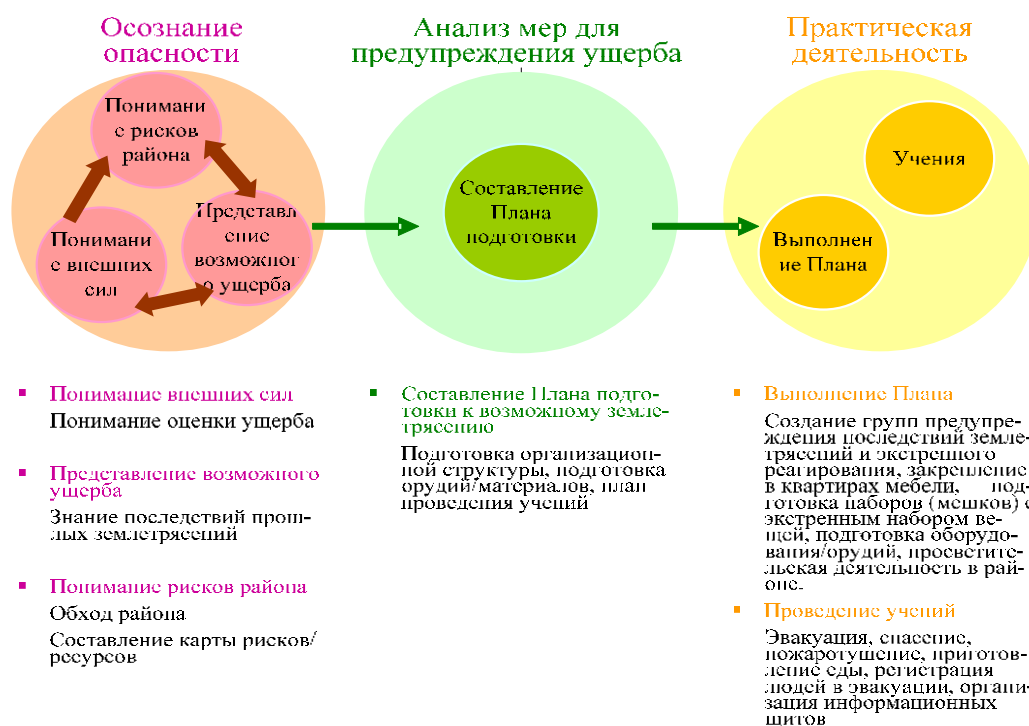 Осознание
опасности
Анализ мер для
предупреждения ущерба
Практическая
деятельность
Понимани
е рисков
района
Понимани
е внешних
сил
Представл
ение
возможног
о ущерба
Составление
Плана
подготовки
Учения
Выполнен
ие Плана
▪ Понимание внешних сил
Понимание оценки ущерба
▪ Представление возможного
ущерба
Знание последствий прош-
лых землетрясений
▪ Понимание рисков района
Обход района
Составление карты рисков/
ресурсов
▪ Составление Плана подго-
товки к возможному земле-
трясению
Подготовка организацион-
ной структуры, подготовка
орудий/материалов, план
проведения учений
▪ Выполнение Плана
Создание групп предупре-
ждения последствий земле-
трясений и экстренного
реагирования, закрепление
в квартирах мебели, под-
готовка наборов (мешков) с
экстренным набором ве-
щей, подготовка оборудо-
вания/орудий, просветите-
льская деятельность в рай-
оне.
▪ Проведение учений
Эвакуация, спасение,
пожаротушение, приготов-
ление еды, регистрация
людей в эвакуации, органи-
зация информационных
щитов